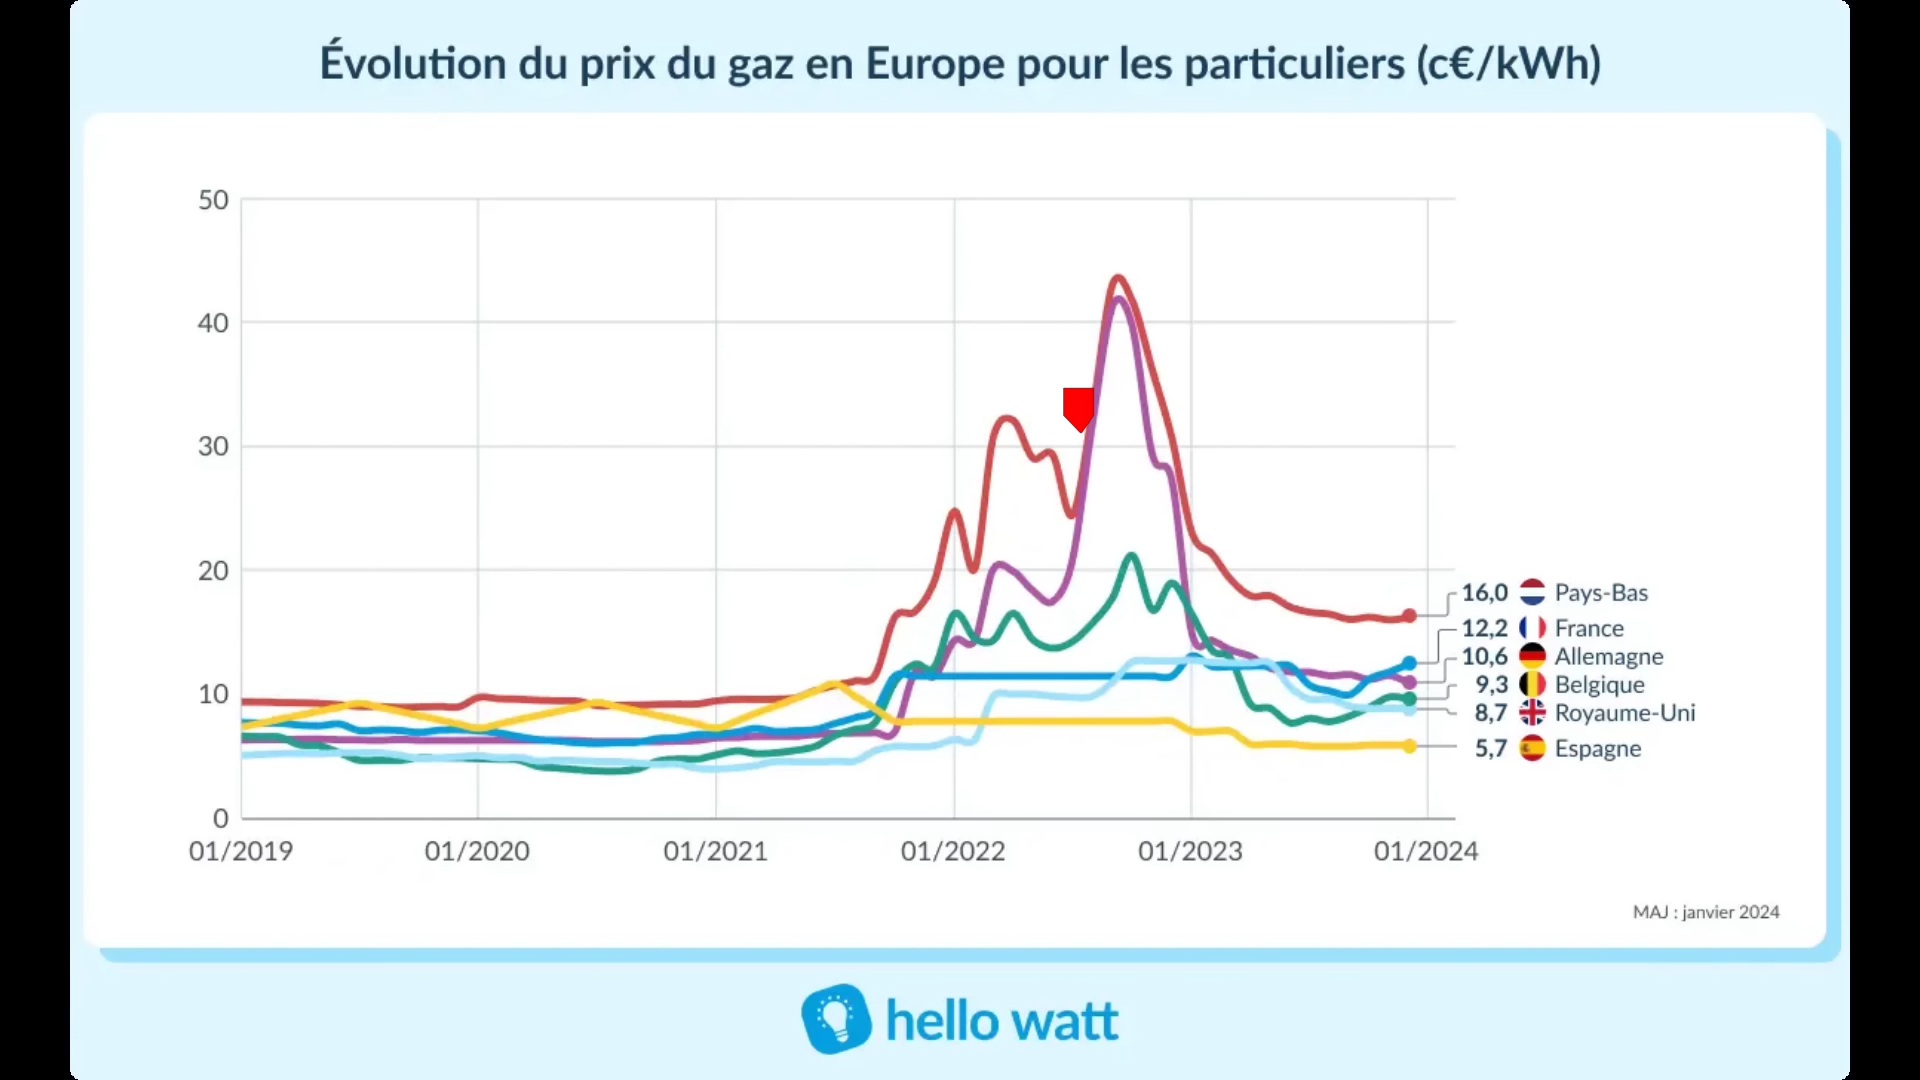 Évolution du prix du gaz en Europe pour les particuliers (c€/kWh)
50
40
30
20
10
0
01/2019 01/2020 01/2021 01/2022 01/2023 01/2024
16,0 Pays-Bas
12,2 France
10,6 Allemagne
9,3 Belgique
8,7 Royaume-Uni
5,7 Espagne
MAJ : janvier 2024
hello watt